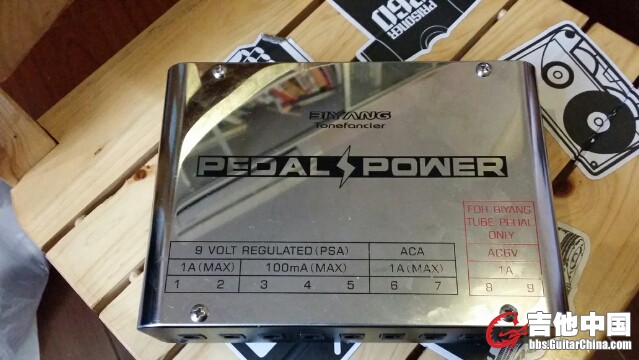 PRISONER
360
BIYANG
Tonefancier
PEDAL POWER
FOR BIYANG
TUBE PEDAL
ONLY
9 VOLT REGULATED (PSA) ACA AC6V
1A(MAX) 100mA(MAX) 1A(MAX) 1A
1 2 3 4 5 6 7 8 9
吉他中国
bbs.GuitarChina.com